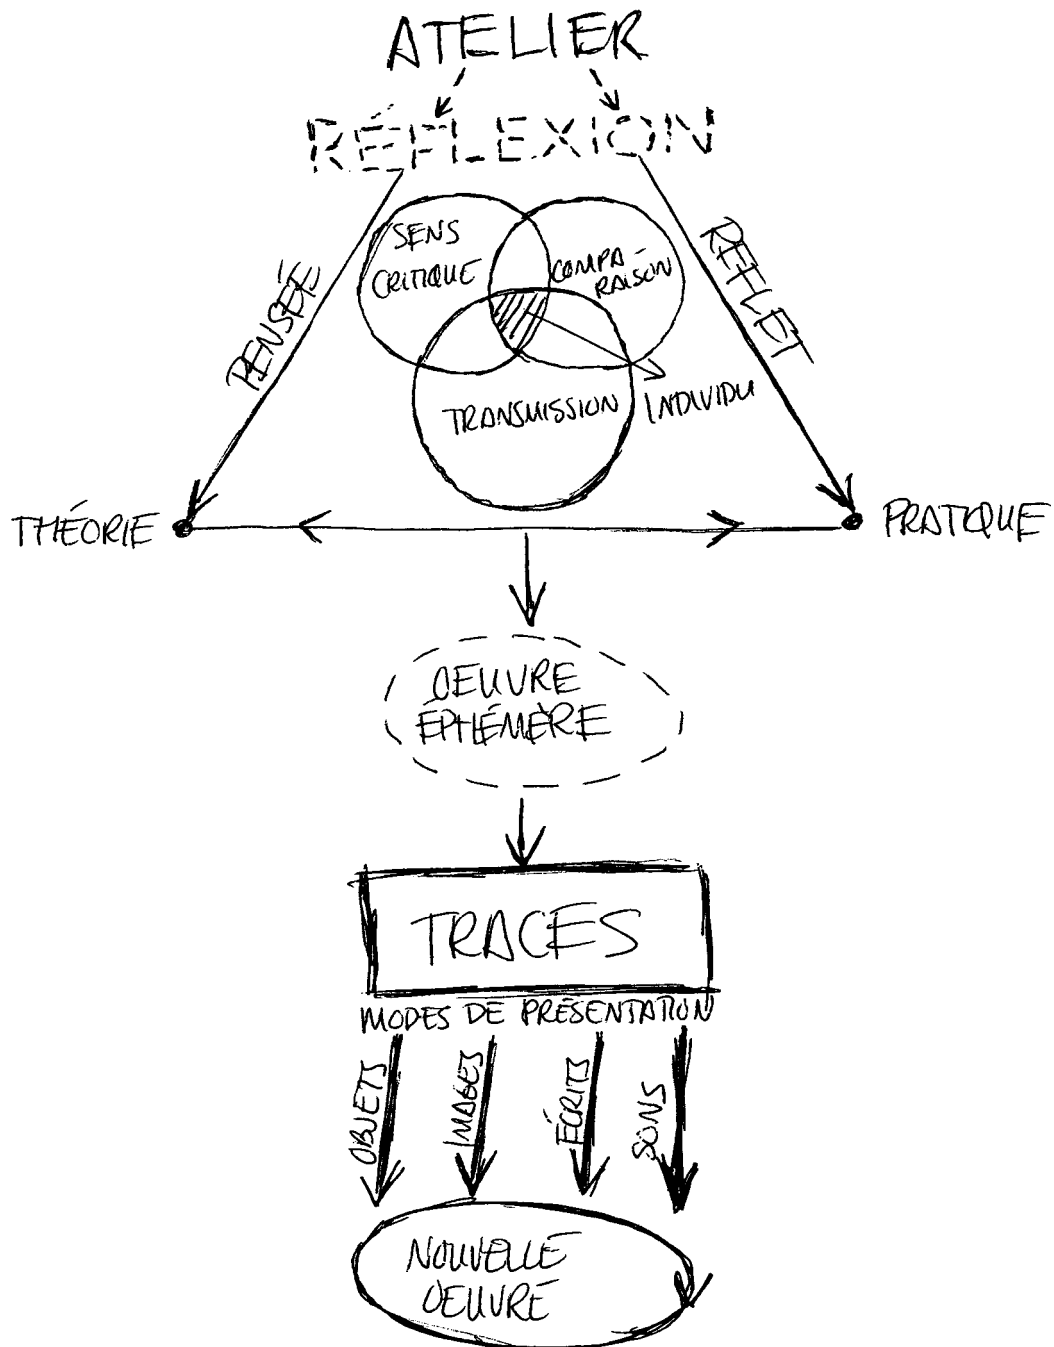 ATELIER
RÉFLEXION
SENS
CRITIQUE
COMPA-
RAISON
PENSÉE
REFLET
TRANSMISSION
INDIVIDU
THÉORIE
PRATIQUE
OEUVRE
ÉPHÉMÈRE
TRACES
MODES DE PRÉSENTATION
OBJETS
IMAGES
ÉCRITS
SONS
NOUVELLE
OEUVRE